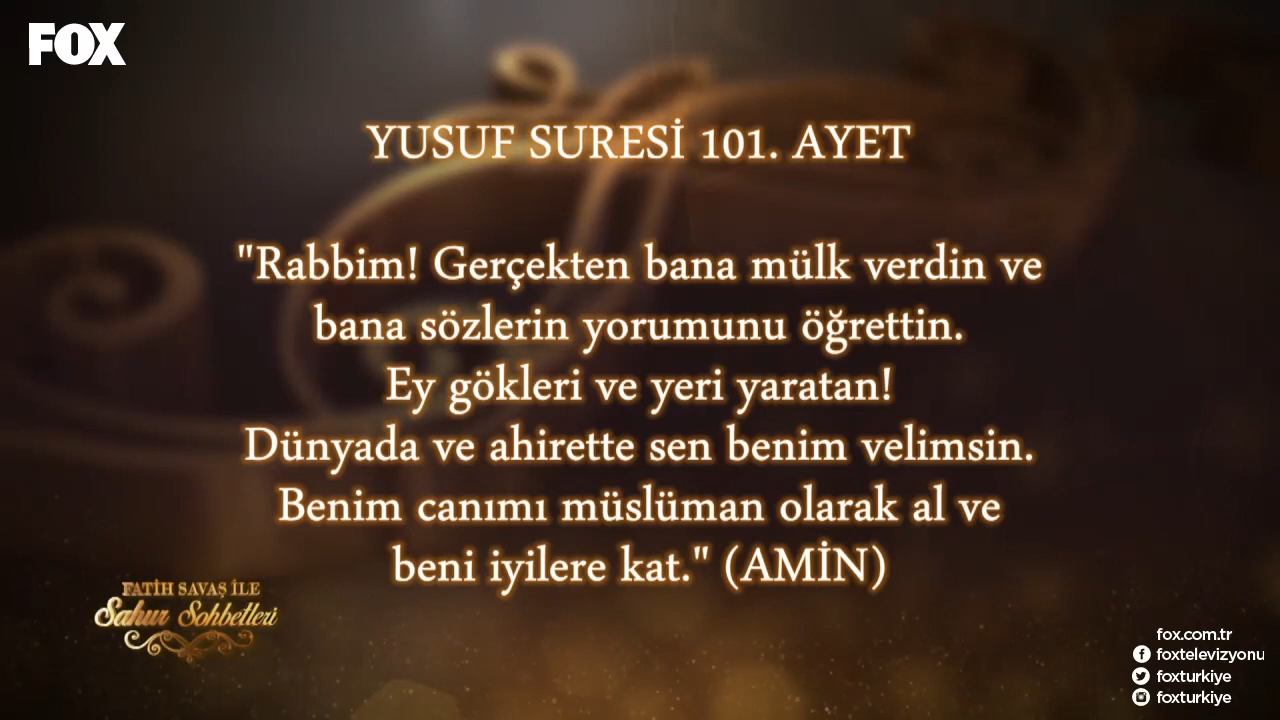 FOX
YUSUF SURESİ 101. AYET
"Rabbim! Gerçekten bana mülk verdin ve
bana sözlerin yorumunu öğrettin.
Ey gökleri ve yeri yaratan!
Dünyada ve ahirette sen benim velimsin.
Benim canımı müslüman olarak al ve
beni iyilere kat." (AMİN)
FATİH SAVAŞ İLE
Sahur Sohbetleri
fox.com.tr
foxtelevizyonu
foxturkiye
foxturkiye